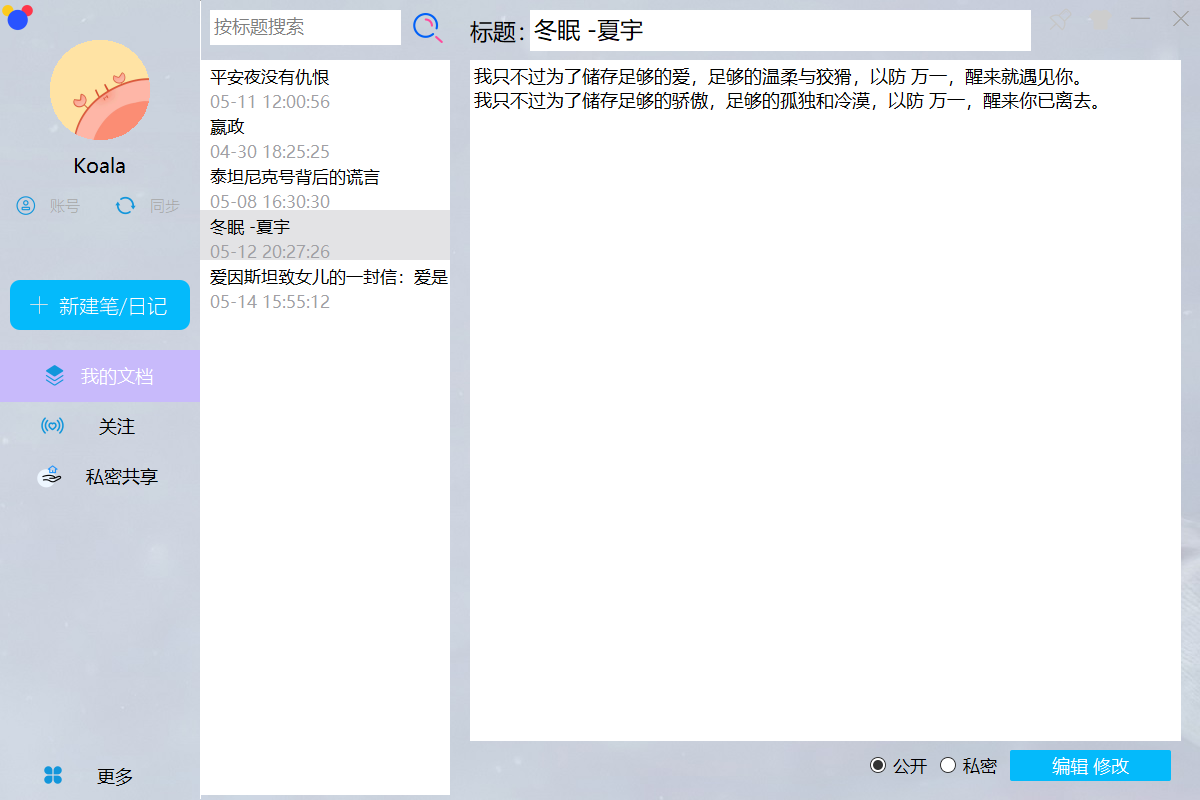 按标题搜索
标题：
冬眠 -夏宇
Koala
账号
同步
新建笔/日记
我的文档
关注
私密共享
更多
平安夜没有仇恨
05-11 12:00:56
嬴政
04-30 18:25:25
泰坦尼克号背后的谎言
05-08 16:30:30
冬眠 -夏宇
05-12 20:27:26
爱因斯坦致女儿的一封信：爱是
05-14 15:55:12
我只不过为了储存足够的爱，足够的温柔与狡猾，以防 万一，醒来就遇见你。
我只不过为了储存足够的骄傲，足够的孤独和冷漠，以防 万一，醒来你已离去。
公开
私密
编辑 修改